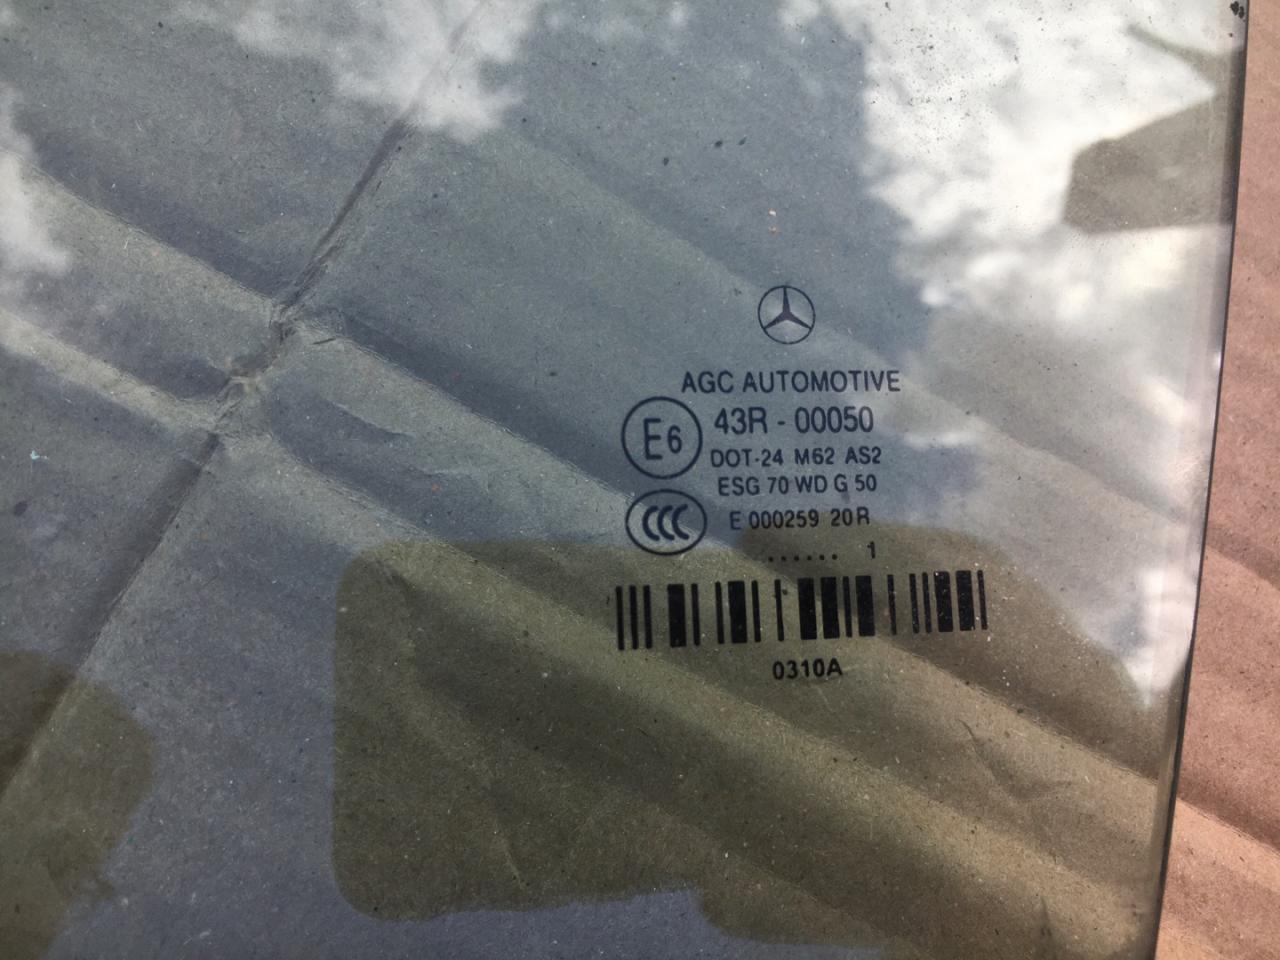 AGC AUTOMOTIVE
E6 43R - 00050
DOT-24 M62 AS2
ESG 70 WD G 50
CCC E 000259 20R
...... 1
0310A